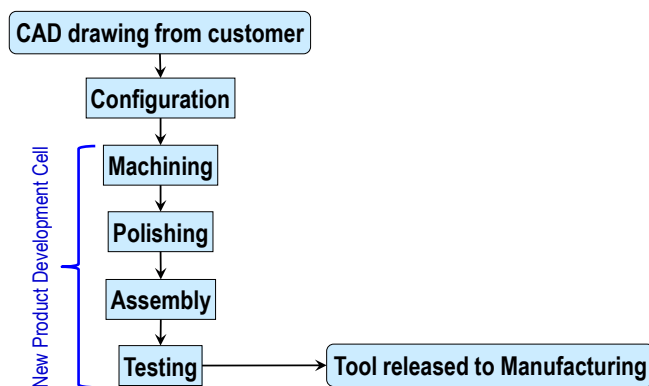 CAD drawing from customer
Configuration
New Product Development Cell
Machining
Polishing
Assembly
Testing
Tool released to Manufacturing